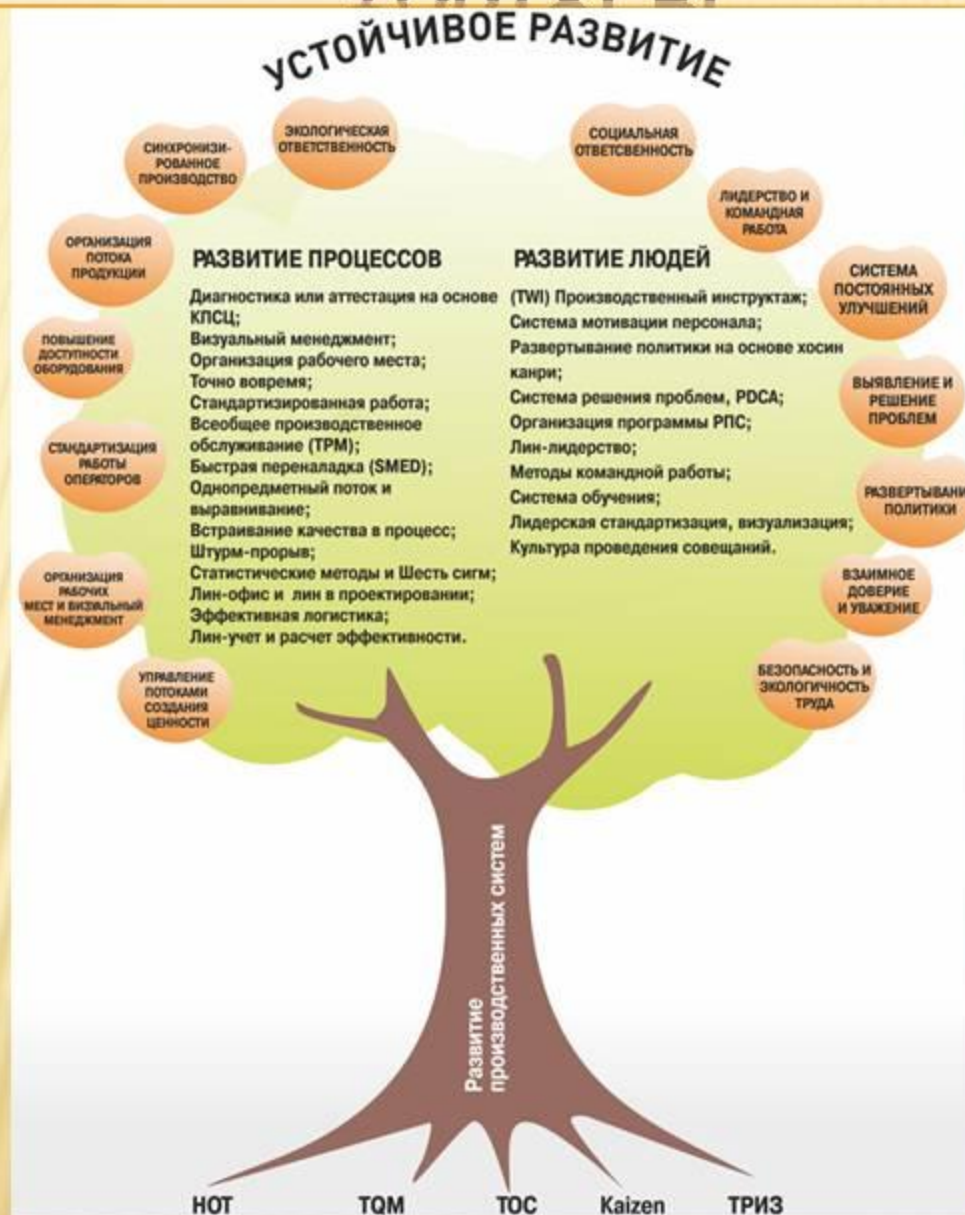 УСТОЙЧИВОЕ РАЗВИТИЕ
ЭКОЛОГИЧЕСКАЯ
ОТВЕТСТВЕННОСТЬ
СОЦИАЛЬНАЯ
ОТВЕТСВЕННОСТЬ
СИНХРОНИЗИ-
РОВАННОЕ
ПРОИЗВОДСТВО
ЛИДЕРСТВО И
КОМАНДНАЯ
РАБОТА
ОРГАНИЗАЦИЯ
ПОТОКА
ПРОДУКЦИИ
СИСТЕМА
ПОСТОЯННЫХ
УЛУЧШЕНИЙ
ПОВЫШЕНИЕ
ДОСТУПНОСТИ
ОБОРУДОВАНИЯ
ВЫЯВЛЕНИЕ И
РЕШЕНИЕ
ПРОБЛЕМ
СТАНДАРТИЗАЦИЯ
РАБОТЫ
ОПЕРАТОРОВ
РАЗВЕРТЫВАНИ
ПОЛИТИКИ
ОРГАНИЗАЦИЯ
РАБОЧИХ
МЕСТ И ВИЗУАЛЬНЫЙ
МЕНЕДЖМЕНТ
ВЗАИМНОЕ
ДОВЕРИЕ
И УВАЖЕНИЕ
УПРАВЛЕНИЕ
ПОТОКАМИ
СОЗДАНИЯ
ЦЕННОСТИ
БЕЗОПАСНОСТЬ И
ЭКОЛОГИЧНОСТЬ
ТРУДА
РАЗВИТИЕ ПРОЦЕССОВ
Диагностика или аттестация на основе
КПСЦ;
Визуальный менеджмент;
Организация рабочего места;
Точно вовремя;
Стандартизированная работа;
Всеобщее производственное
обслуживание (ТРМ);
Быстрая переналадка (SMED);
Однопредметный поток и
выравнивание;
Встраивание качества в процесс;
Штурм-прорыв;
Статистические методы и Шесть сигм;
Лин-офис и лин в проектировании;
Эффективная логистика;
Лин-учет и расчет эффективности.
РАЗВИТИЕ ЛЮДЕЙ
(TWI) Производственный инструктаж;
Система мотивации персонала;
Развертывание политики на основе хосин
канри;
Система решения проблем, PDCA;
Организация программы РПС;
Лин-лидерство;
Методы командной работы;
Система обучения;
Лидерская стандартизация, визуализация;
Культура проведения совещаний.
Развитие
производственных систем
НОТ
TQM
ТОС
Kaizen
ТРИЗ